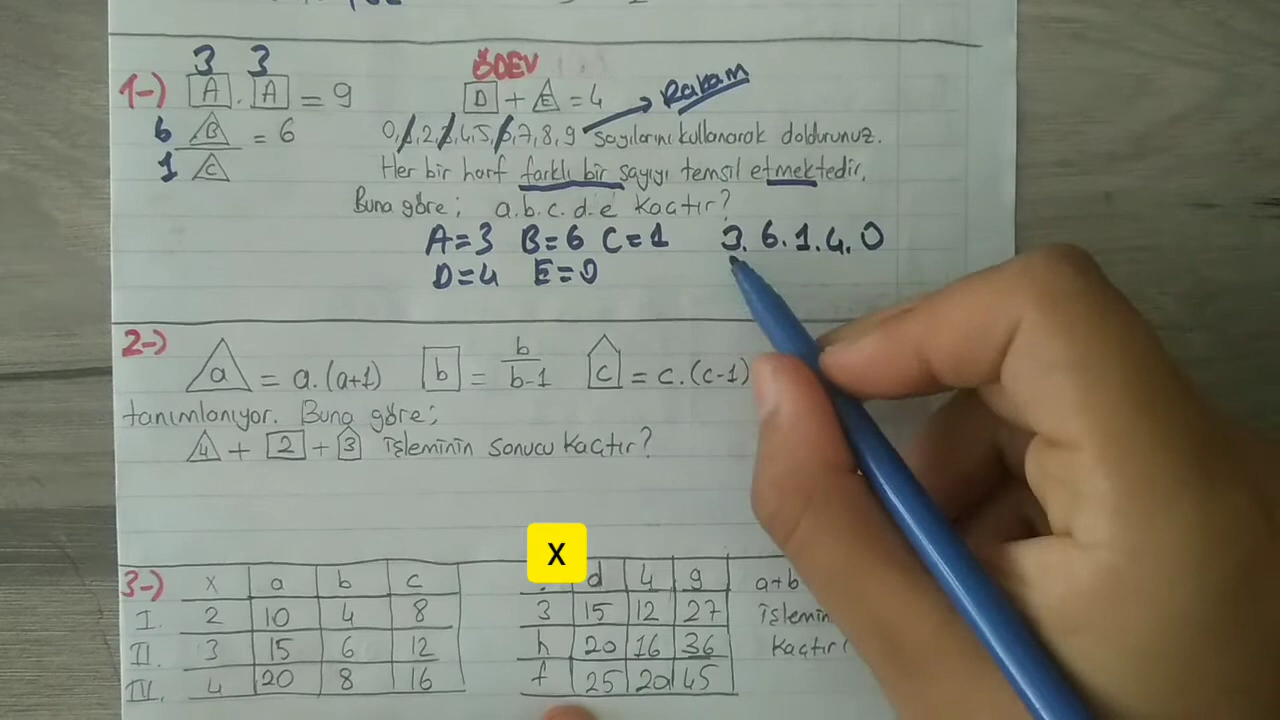 3 3
1-) A . A = 9
ÖDEV
D + E = 4
Rakam
6 B = 6
1 C
0,1,2,3,4,5,6,7,8,9 sayılarını kullanarak doldurunuz.
Her bir harf farklı bir sayıyı temsil etmektedir.
Buna göre; a.b.c.d.e kaçtır?
A=3 B=6 C=1 3.6.1.4.0
D=4 E=0
2-) a = a.(a+1) b = b/b-1 c = c.(c-1)
tanımlanıyor. Buna göre;
4 + 2 + 3 işleminin sonucu kaçtır?
X
3-) x a b c
I. 2 10 4 8
II. 3 15 6 12
III. 4 20 8 16
d 4 g
3 15 12 27
h 20 16 36
f 25 20 45
a+b
kaçtır